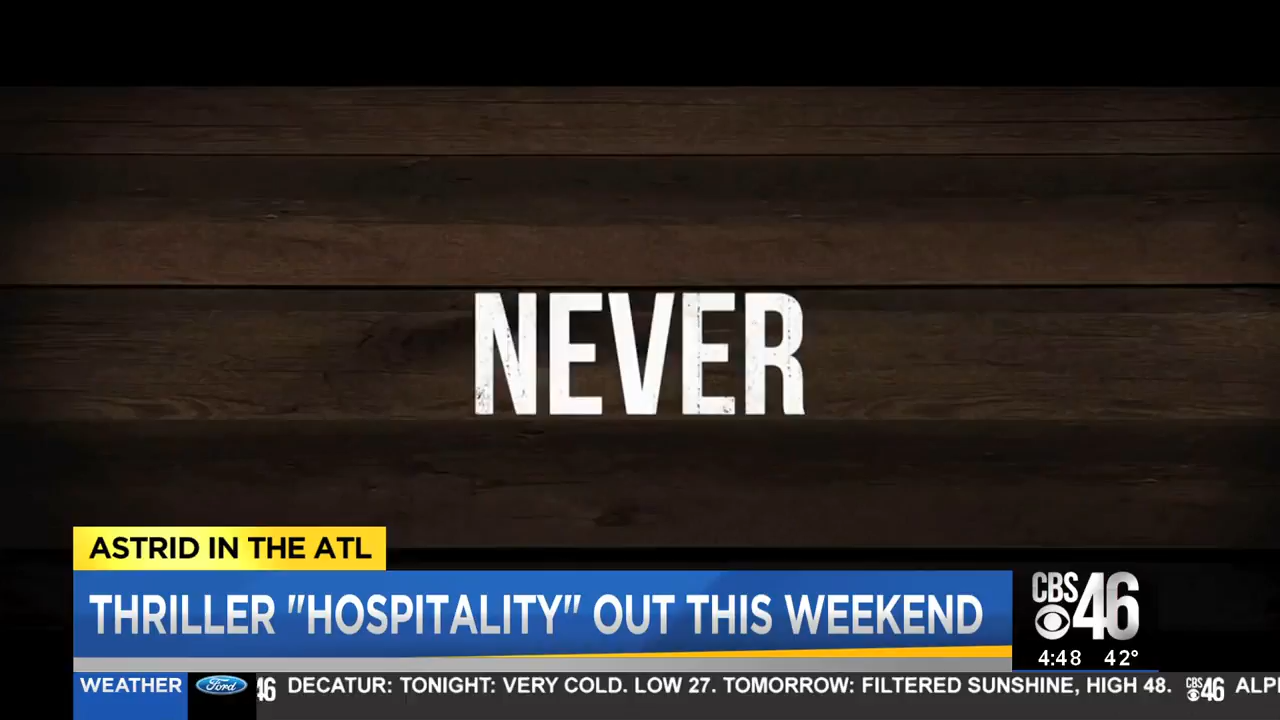 NEVER
ASTRID IN THE ATL
THRILLER "HOSPITALITY" OUT THIS WEEKEND
CBS 46
4:48 42°
WEATHER Ford 46 DECATUR: TONIGHT: VERY COLD. LOW 27. TOMORROW: FILTERED SUNSHINE, HIGH 48. CBS 46